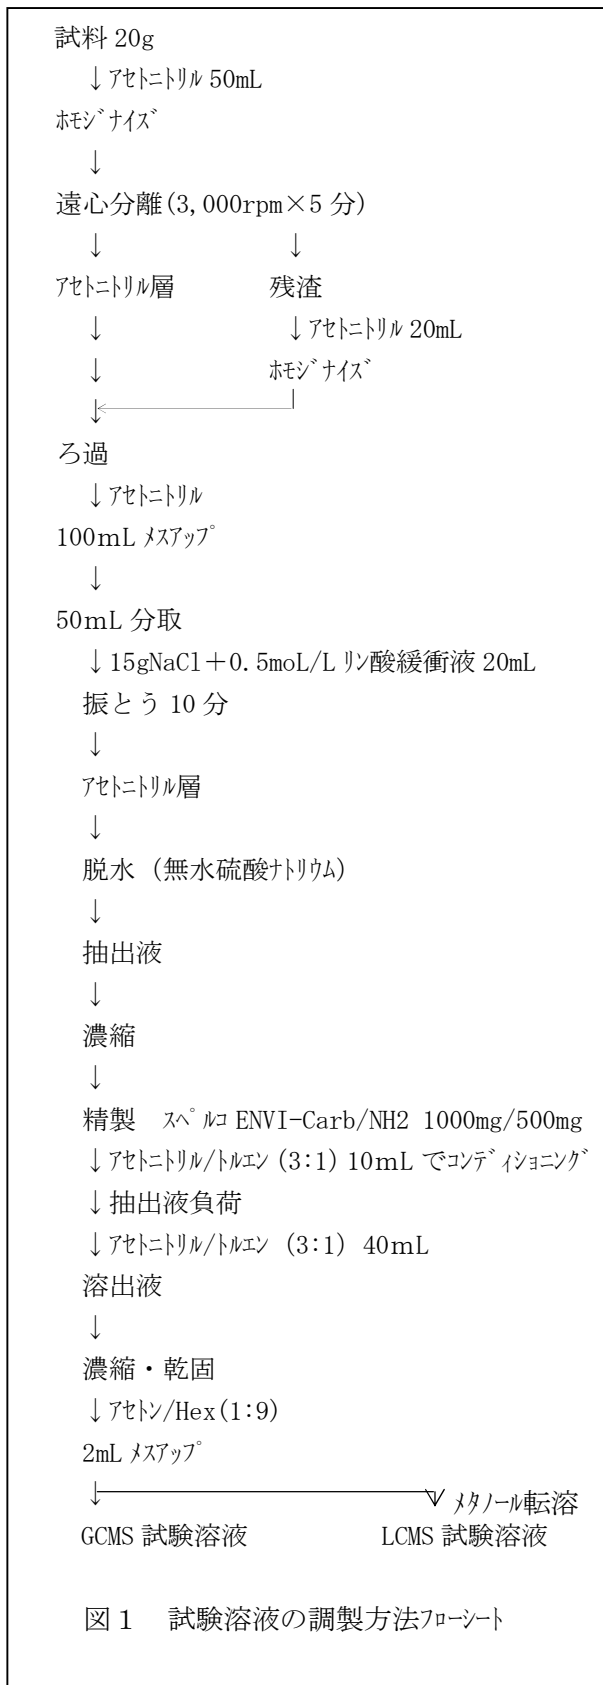 試料 20g
↓ｱｾﾄﾆﾄﾘﾙ 50mL
ﾎﾓｼﾞﾅｲｽﾞ
↓
遠心分離(3,000rpm×5 分)
↓ ↓
ｱｾﾄﾆﾄﾘﾙ層 残渣
↓ ↓ｱｾﾄﾆﾄﾘﾙ 20mL
↓ ﾎﾓｼﾞﾅｲｽﾞ
↓
ろ過
↓ｱｾﾄﾆﾄﾘﾙ
100mL ﾒｽｱｯﾌﾟ
↓
50mL 分取
↓15gNaCl＋0.5moL/L ﾘﾝ酸緩衝液 20mL
振とう 10 分
↓
ｱｾﾄﾆﾄﾘﾙ層
↓
脱水（無水硫酸ﾅﾄﾘｳﾑ）
↓
抽出液
↓
濃縮
↓
精製　ｽﾍﾟﾙｺ ENVI-Carb/NH2 1000mg/500mg
↓ｱｾﾄﾆﾄﾘﾙ/ﾄﾙｴﾝ (3:1) 10mL でｺﾝﾃﾞｨｼｮﾆﾝｸﾞ
↓抽出液負荷
↓ｱｾﾄﾆﾄﾘﾙ/ﾄﾙｴﾝ (3:1) 40mL
溶出液
↓
濃縮・乾固
↓ｱｾﾄﾝ/Hex(1:9)
2mL ﾒｽｱｯﾌﾟ
↓ ﾒﾀﾉｰﾙ転溶
GCMS 試験溶液 LCMS 試験溶液
図１　試験溶液の調製方法ﾌﾛｰｼｰﾄ